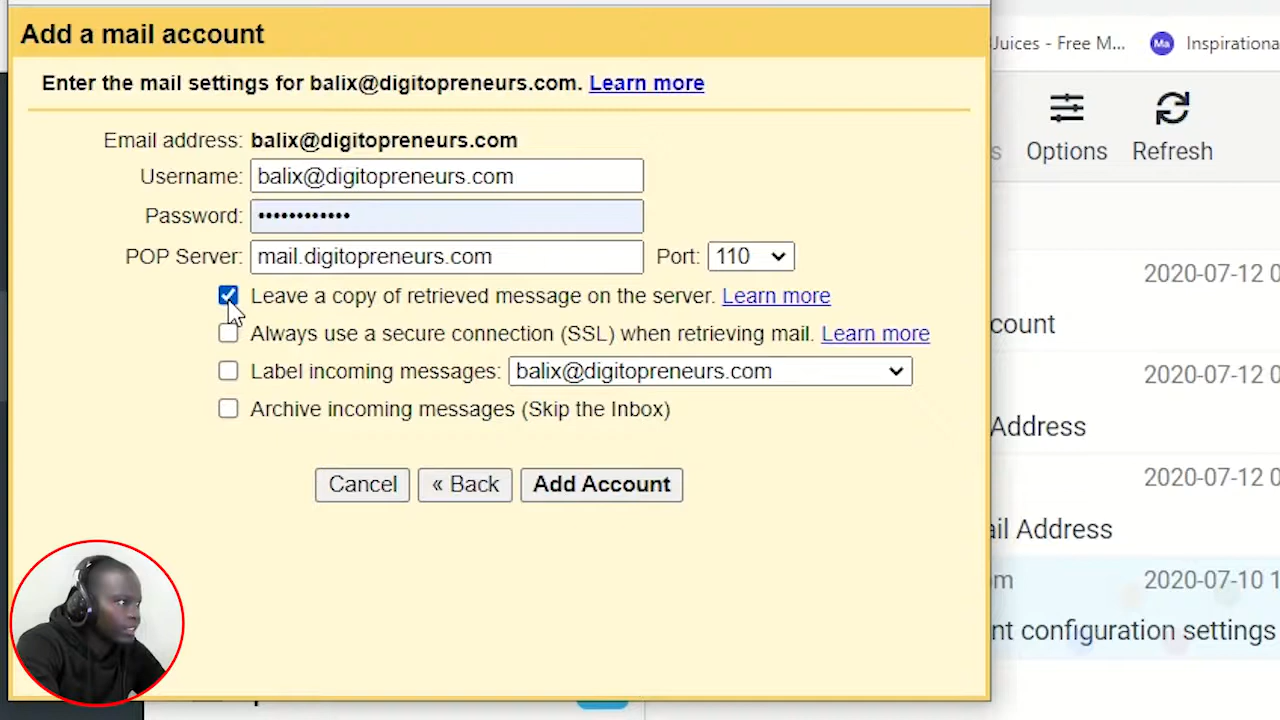 Add a mail account
Enter the mail settings for balix@digitopreneurs.com. Learn more
Email address: balix@digitopreneurs.com
Username: balix@digitopreneurs.com
Password: ••••••••••••
POP Server: mail.digitopreneurs.com Port: 110
Leave a copy of retrieved message on the server. Learn more
Always use a secure connection (SSL) when retrieving mail. Learn more
Label incoming messages: balix@digitopreneurs.com
Archive incoming messages (Skip the Inbox)
Cancel « Back Add Account
Juices - Free M... Ma Inspirationa
Options Refresh
2020-07-12 0
count
2020-07-12 0
Address
2020-07-12 0
ail Address
om 2020-07-10 1
nt configuration settings